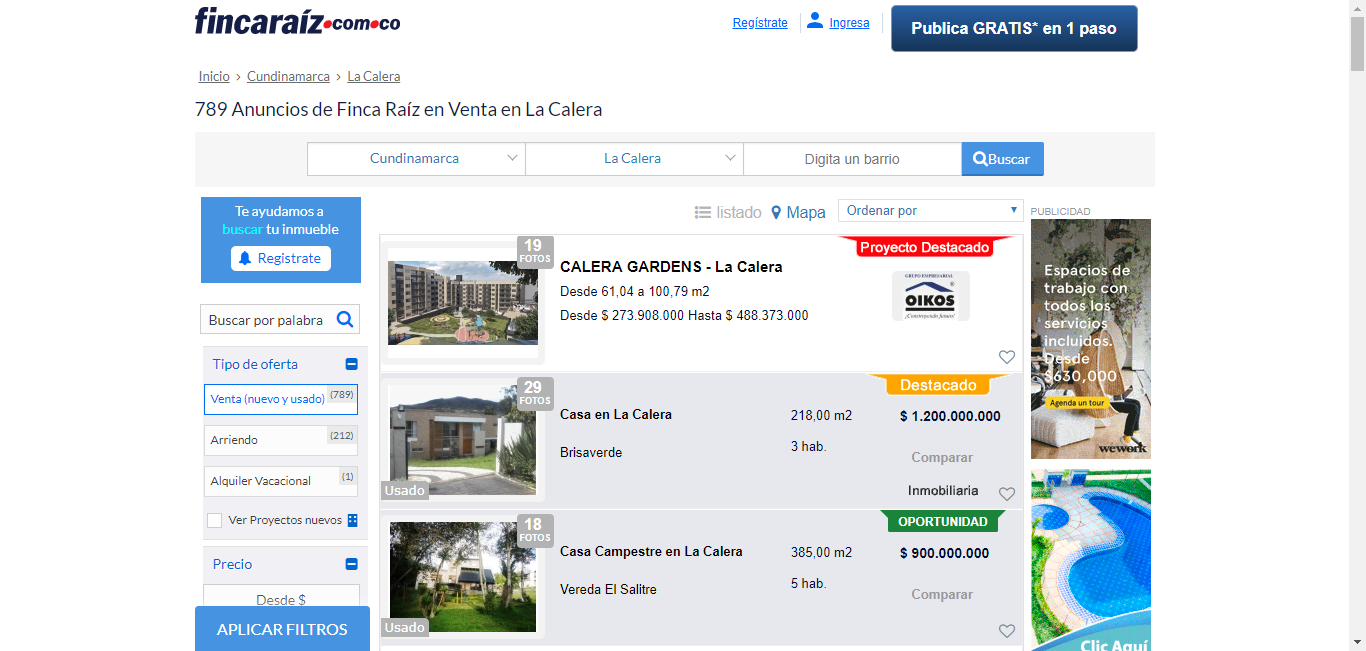 fincaraíz.com.co
Regístrate
Ingresa
Publica GRATIS* en 1 paso
Inicio › Cundinamarca › La Calera
789 Anuncios de Finca Raíz en Venta en La Calera
Cundinamarca
La Calera
Digita un barrio
Buscar
Te ayudamos a
buscar tu inmueble
Registrate
Buscar por palabra
Tipo de oferta
Venta (nuevo y usado) (789)
Arriendo (212)
Alquiler Vacacional (1)
Ver Proyectos nuevos
Precio
Desde $
APLICAR FILTROS
listado
Mapa
Ordenar por
19
FOTOS
CALERA GARDENS - La Calera
Desde 61,04 a 100,79 m2
Desde $ 273.908.000 Hasta $ 488.373.000
Proyecto Destacado
GRUPO EMPRESARIAL
OIKOS
¡Construyendo futuro!
29
FOTOS
Usado
Casa en La Calera
Brisaverde
218,00 m2
3 hab.
Destacado
$ 1.200.000.000
Comparar
Inmobiliaria
18
FOTOS
Usado
Casa Campestre en La Calera
Vereda El Salitre
385,00 m2
5 hab.
OPORTUNIDAD
$ 900.000.000
Comparar
PUBLICIDAD
Espacios de
trabajo con
todos los
servicios
incluidos.
Desde
$630,000
Agenda un tour
wework
Clic Aquí